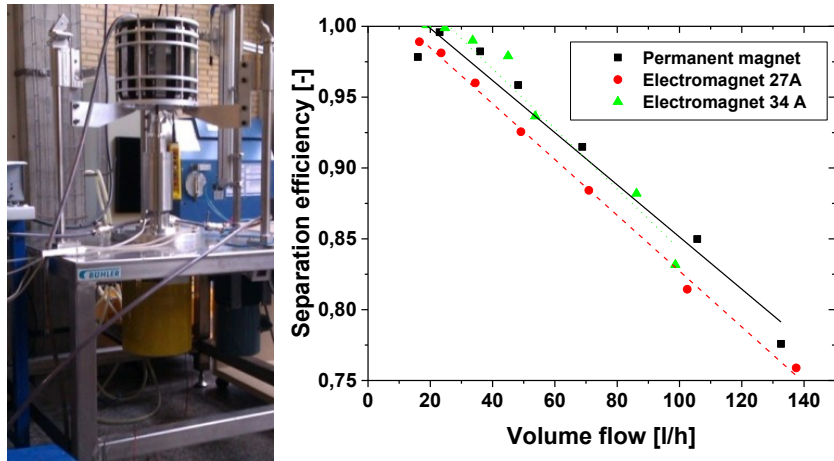 BÜHLER
1,00
0,95
0,90
0,85
0,80
0,75
Separation efficiency [-]
Permanent magnet
Electromagnet 27A
Electromagnet 34 A
0 20 40 60 80 100 120 140
Volume flow [l/h]